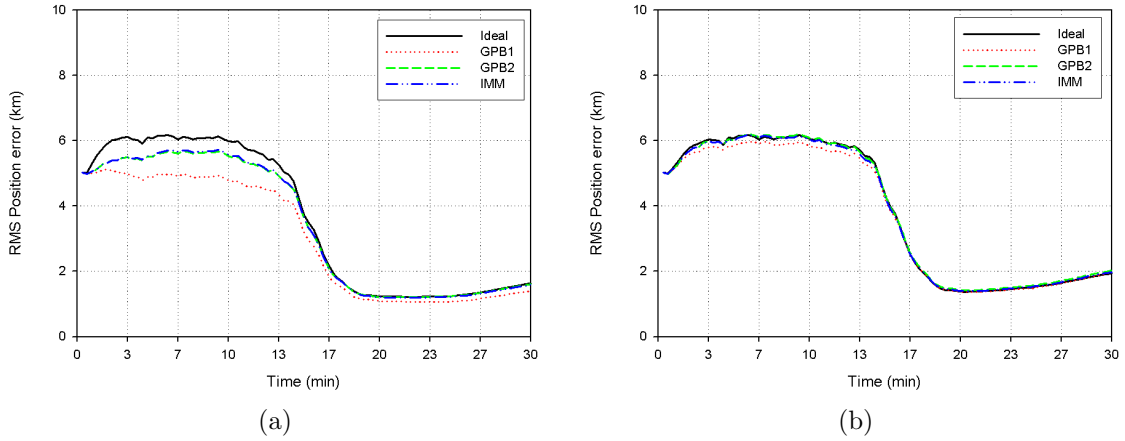 10
8
6
4
2
0
RMS Position error (km)
Ideal
GPB1
GPB2
IMM
0 3 7 10 13 17 20 23 27 30
Time (min)
(a)
10
8
6
4
2
0
RMS Position error (km)
Ideal
GPB1
GPB2
IMM
0 3 7 10 13 17 20 23 27 30
Time (min)
(b)